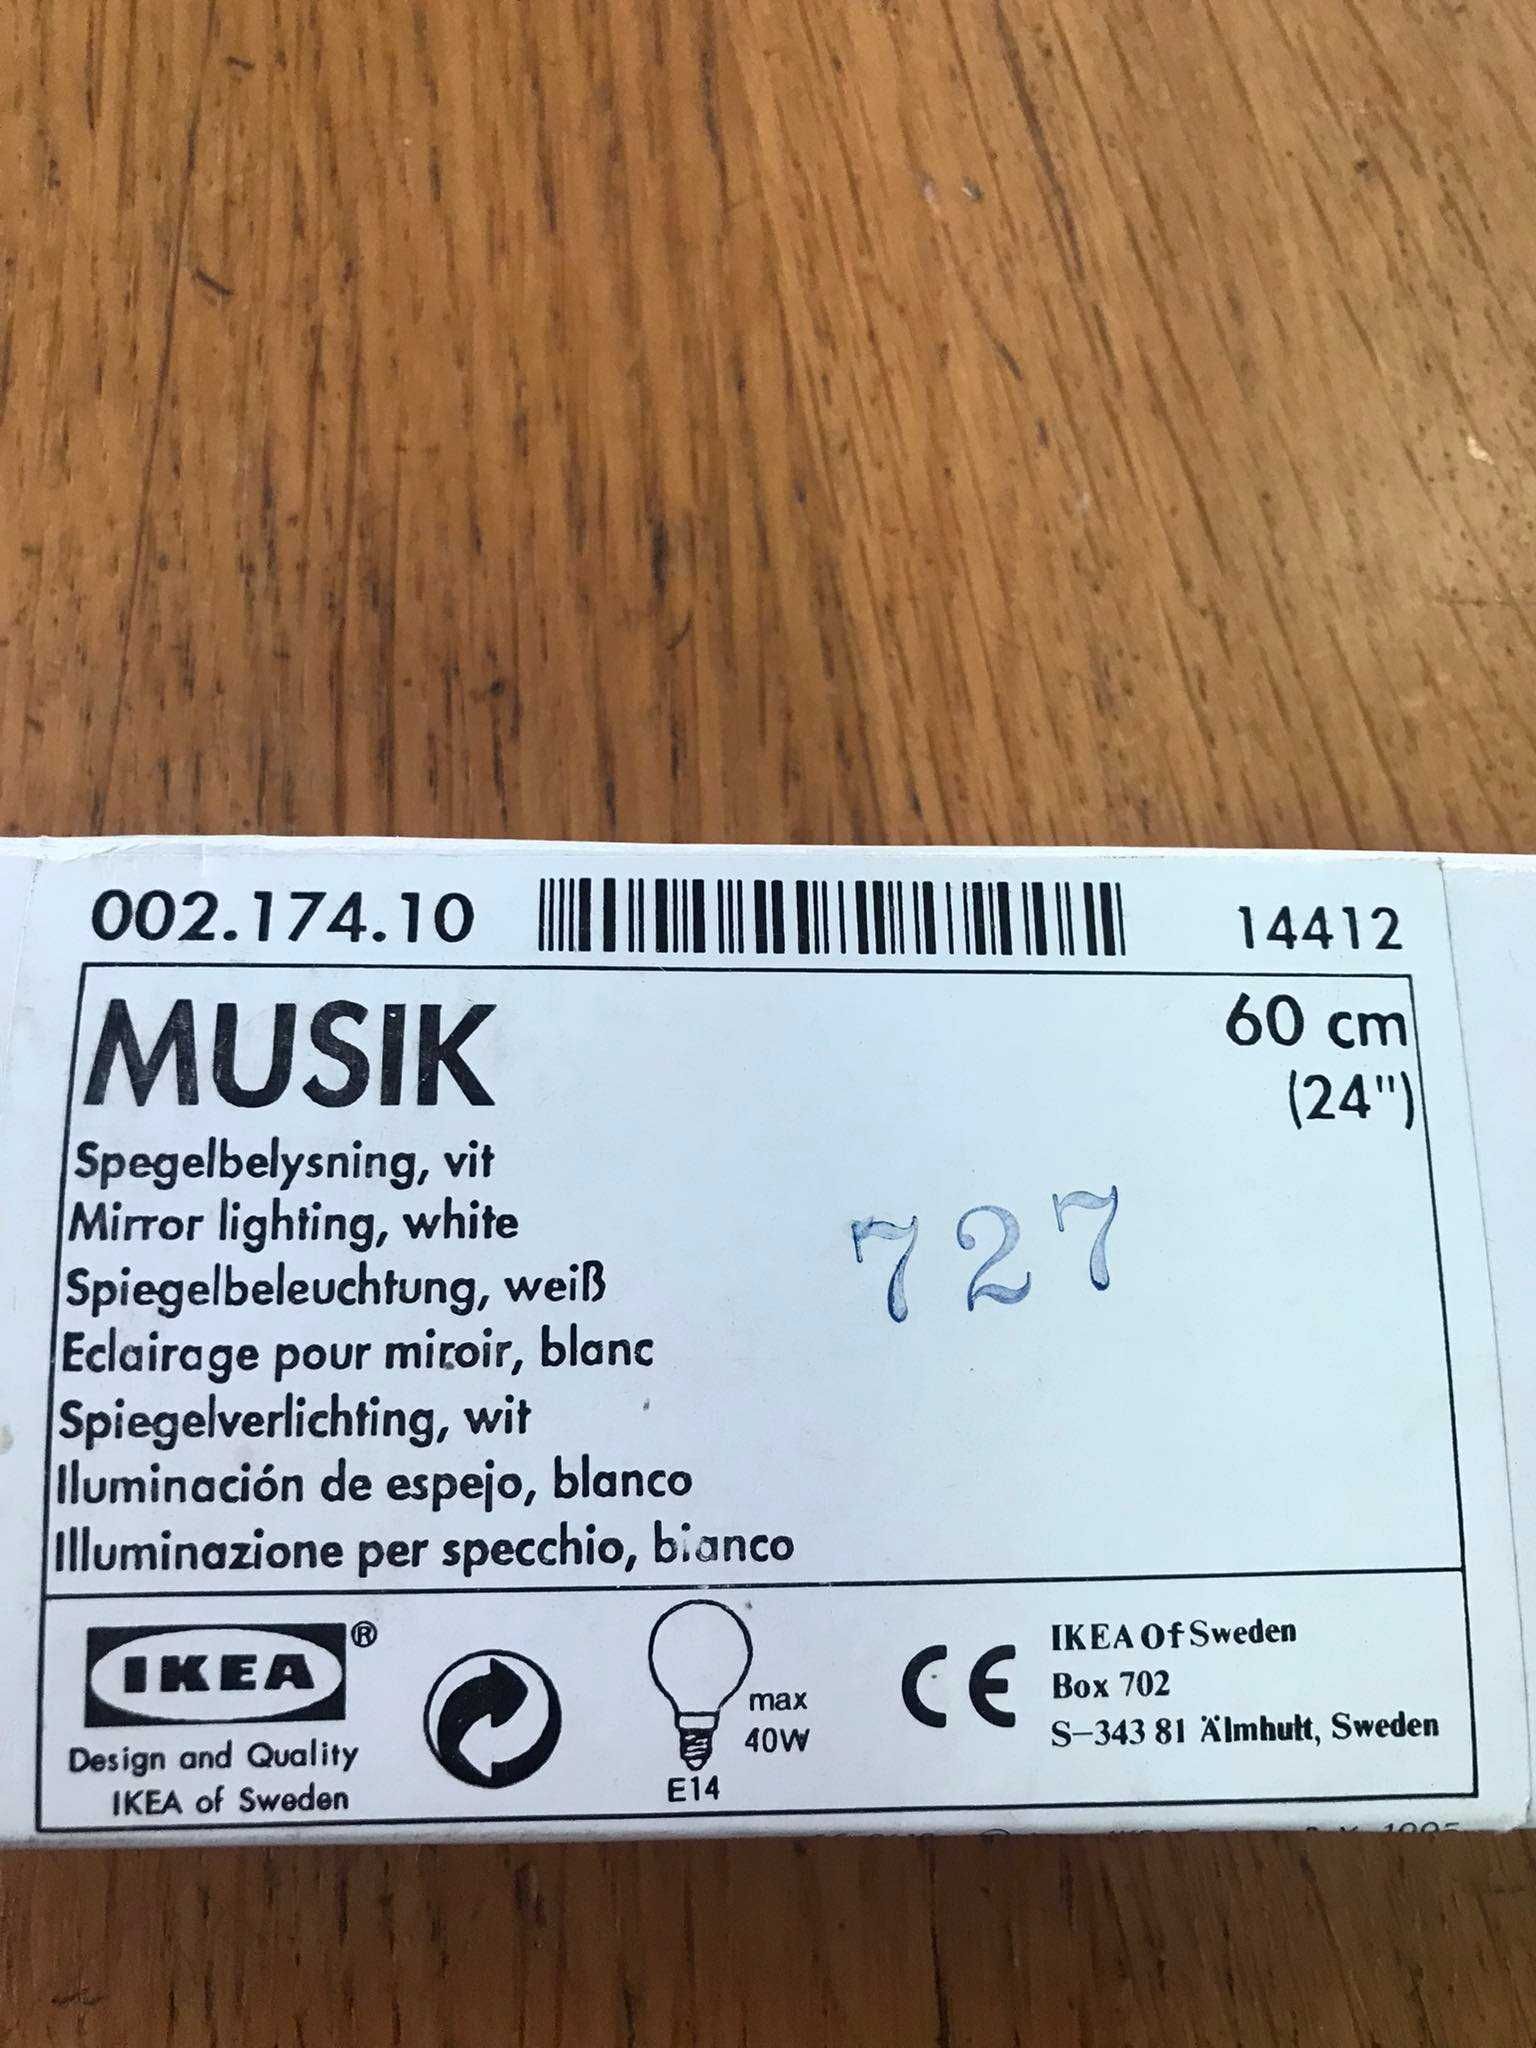 002.174.10
14412
MUSIK
60 cm
(24")
Spegelbelysning, vit
Mirror lighting, white
Spiegelbeleuchtung, weiß
Eclairage pour miroir, blanc
Spiegelverlichting, wit
Iluminación de espejo, blanco
Illuminazione per specchio, bianco
727
IKEA®
Design and Quality
IKEA of Sweden
max
40W
E14
CE
IKEA Of Sweden
Box 702
S-343 81 Älmhult, Sweden
1995